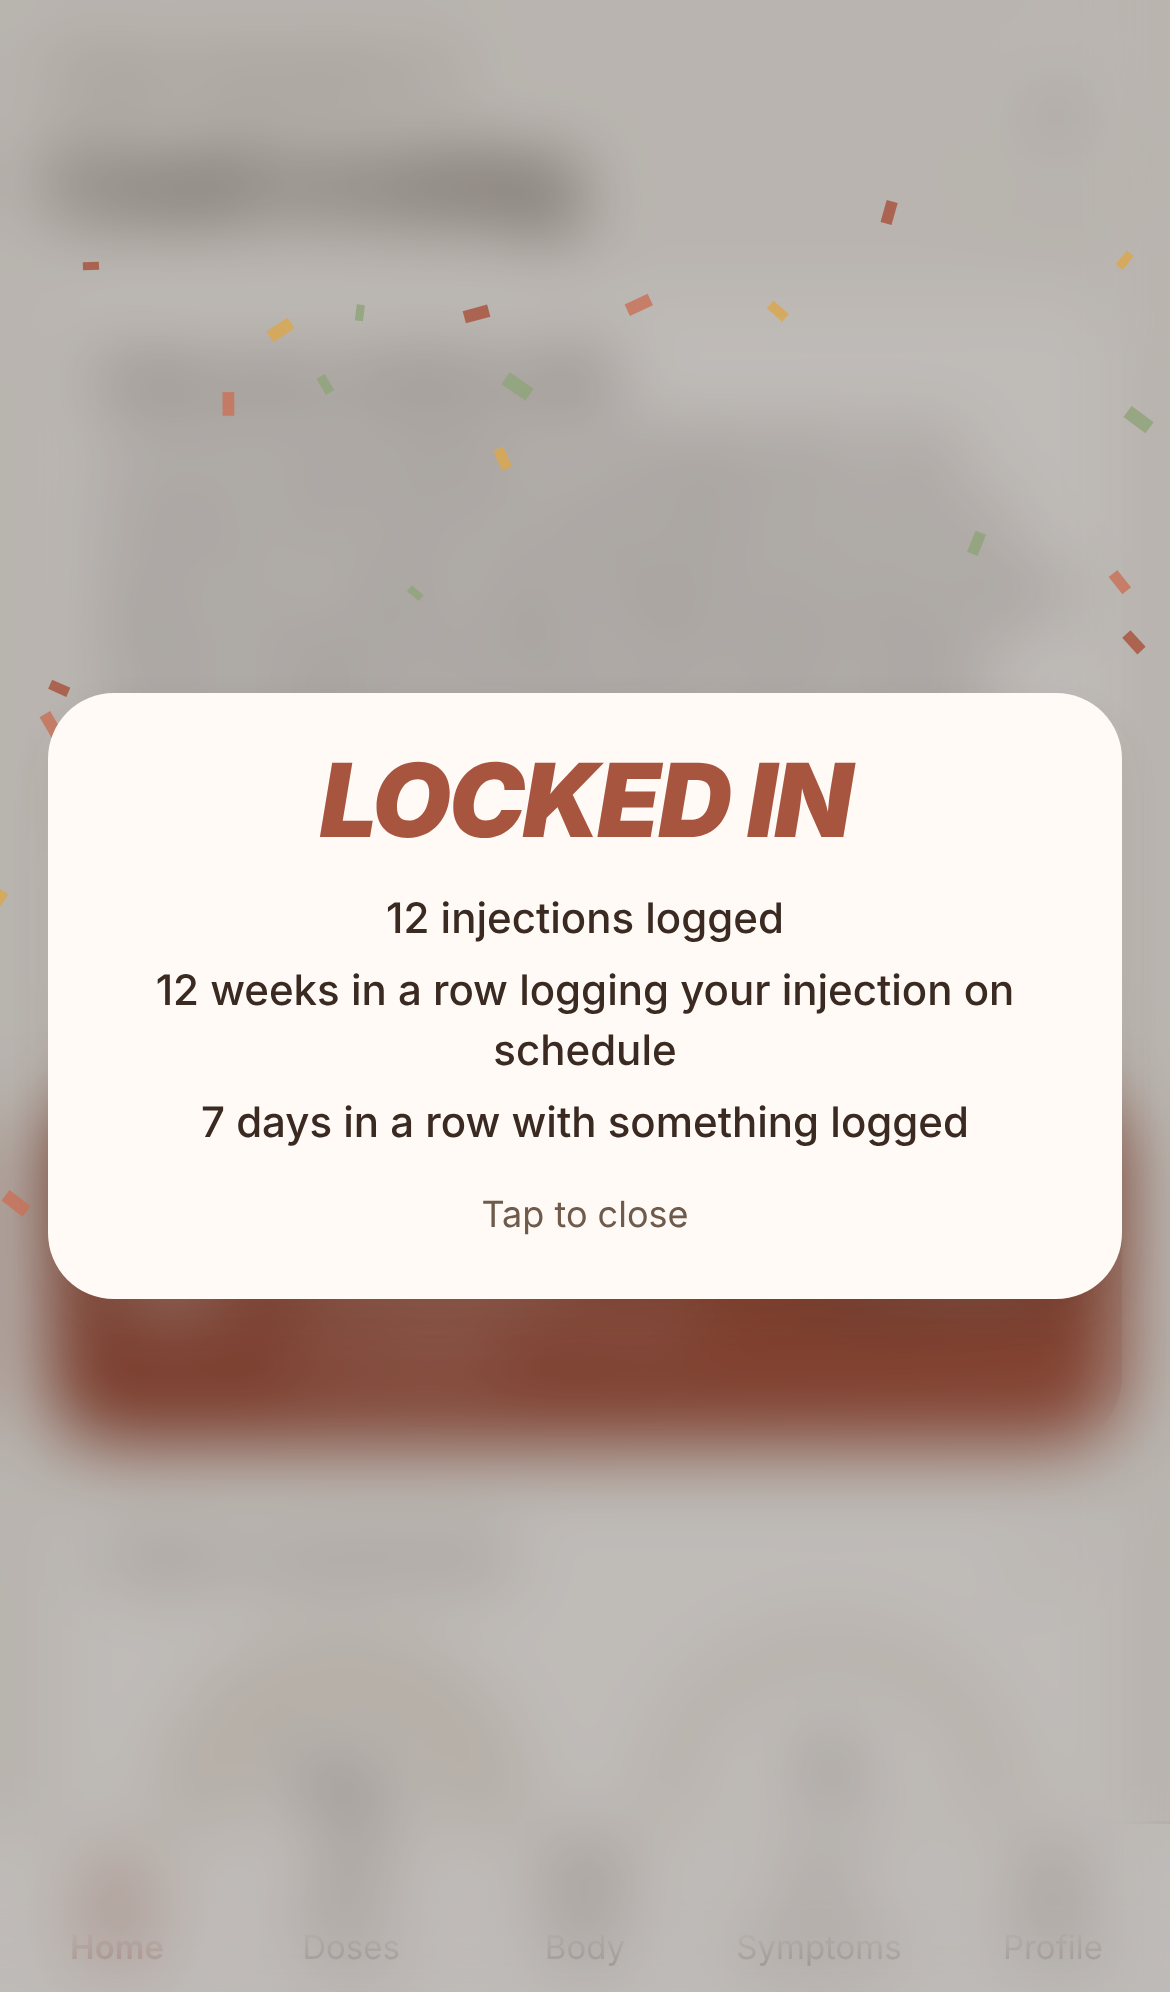 LOCKED IN
12 injections logged
12 weeks in a row logging your injection on
schedule
7 days in a row with something logged
Tap to close
Home
Doses
Body
Symptoms
Profile